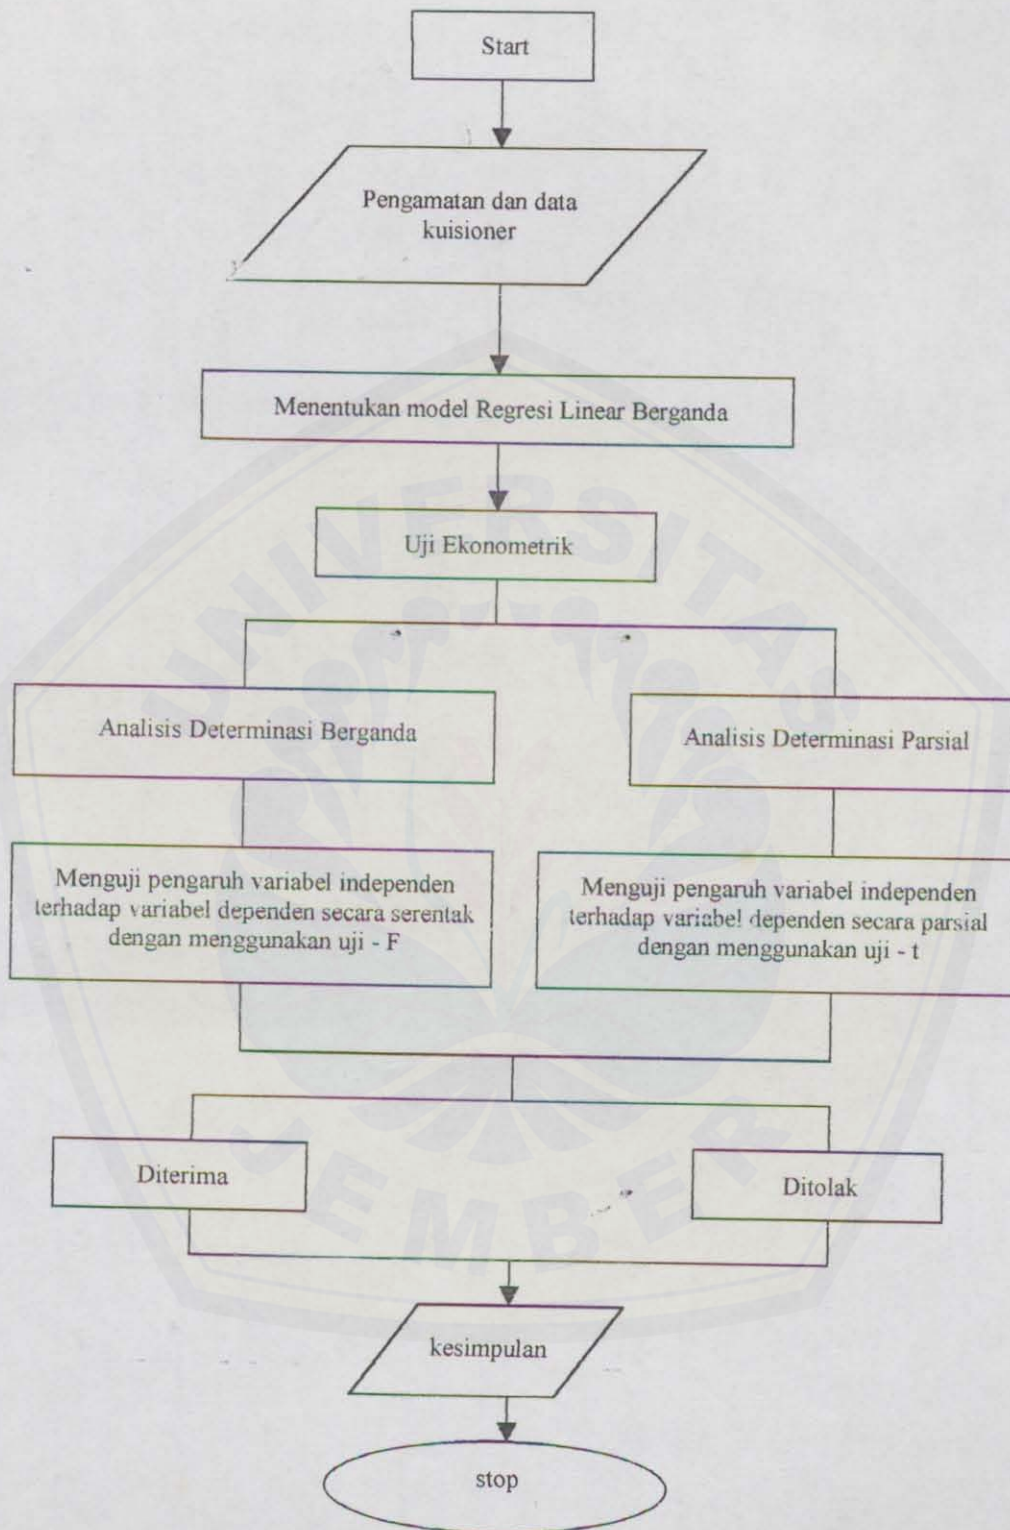 Start
Pengamatan dan data
kuisioner
Menentukan model Regresi Linear Berganda
Uji Ekonometrik
Analisis Determinasi Berganda
Analisis Determinasi Parsial
Menguji pengaruh variabel independen
terhadap variabel dependen secara serentak
dengan menggunakan uji - F
Menguji pengaruh variabel independen
terhadap variabel dependen secara parsial
dengan menggunakan uji - t
Diterima
Ditolak
kesimpulan
stop
UNIVERSITAS
JEMBER